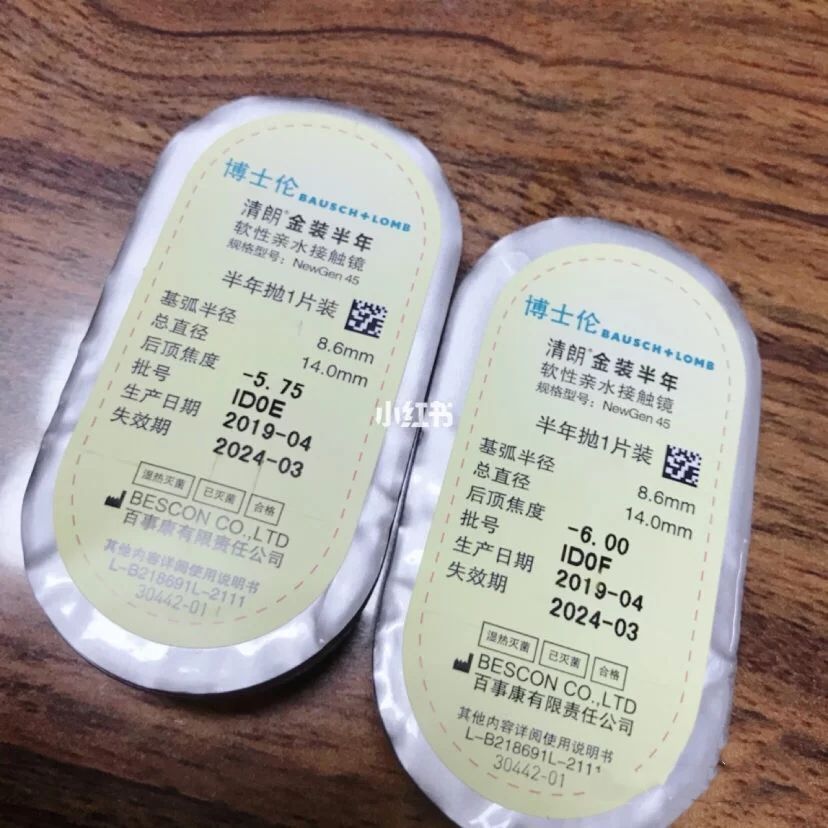 博士伦 BAUSCH+LOMB
清朗®金装半年
软性亲水接触镜
规格型号：NewGen 45
半年抛1片装
基弧半径 8.6mm
总直径 14.0mm
后顶焦度 -5.75
批号 ID0E
生产日期 2019-04
失效期 2024-03
湿热灭菌 已灭菌 合格
BESCON CO.,LTD
百事康有限责任公司
其他内容详阅使用说明书
L-B218691L-2111
30442-01
小红书
博士伦 BAUSCH+LOMB
清朗®金装半年
软性亲水接触镜
规格型号：NewGen 45
半年抛1片装
基弧半径 8.6mm
总直径 14.0mm
后顶焦度 -6.00
批号 ID0F
生产日期 2019-04
失效期 2024-03
湿热灭菌 已灭菌 合格
BESCON CO.,LTD
百事康有限责任公司
其他内容详阅使用说明书
L-B218691L-2111
30442-01